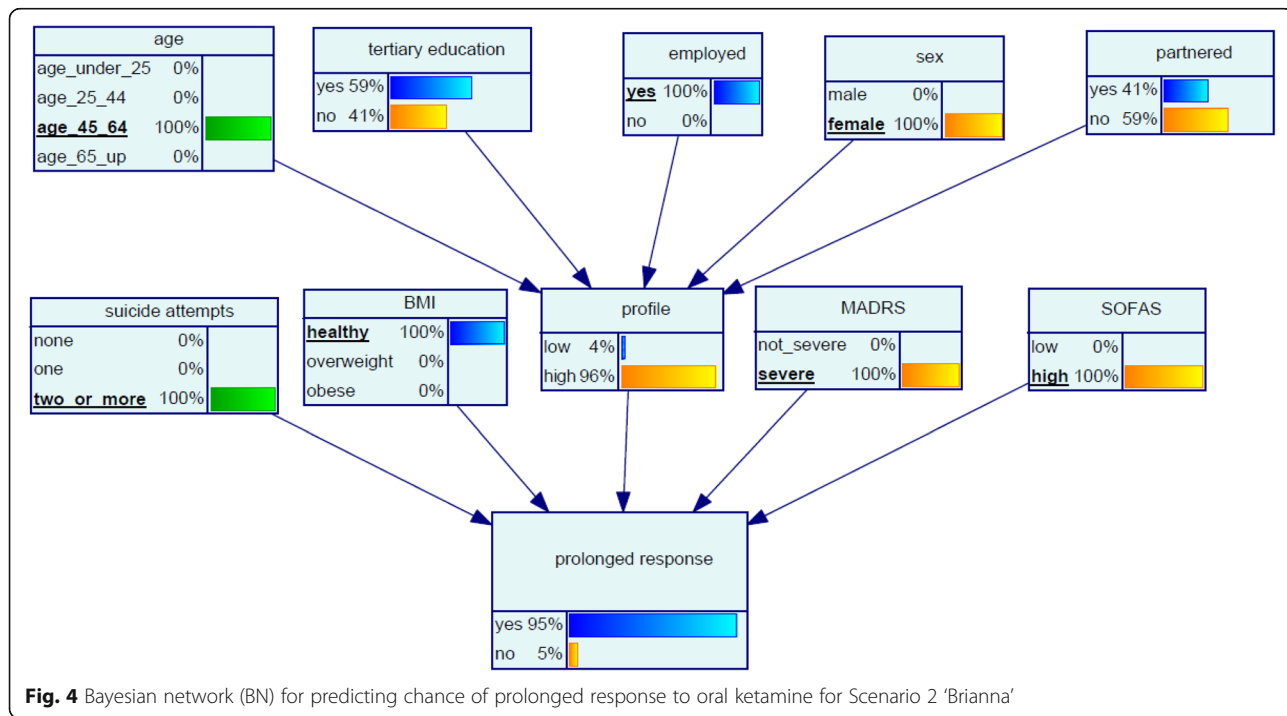 age
age_under_25 0%
age_25_44 0%
age_45_64 100%
age_65_up 0%
tertiary education
yes 59%
no 41%
employed
yes 100%
no 0%
sex
male 0%
female 100%
partnered
yes 41%
no 59%
suicide attempts
none 0%
one 0%
two_or_more 100%
BMI
healthy 100%
overweight 0%
obese 0%
profile
low 4%
high 96%
MADRS
not_severe 0%
severe 100%
SOFAS
low 0%
high 100%
prolonged response
yes 95%
no 5%
Fig. 4 Bayesian network (BN) for predicting chance of prolonged response to oral ketamine for Scenario 2 ‘Brianna’